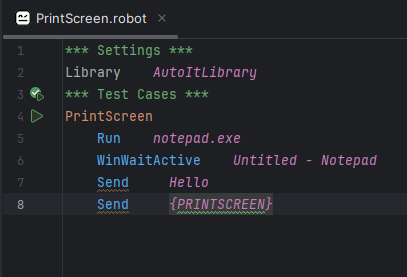 PrintScreen.robot
1 *** Settings ***
2 Library    AutoItLibrary
3 *** Test Cases ***
4 PrintScreen
5     Run    notepad.exe
6     WinWaitActive    Untitled - Notepad
7     Send    Hello
8     Send    {PRINTSCREEN}